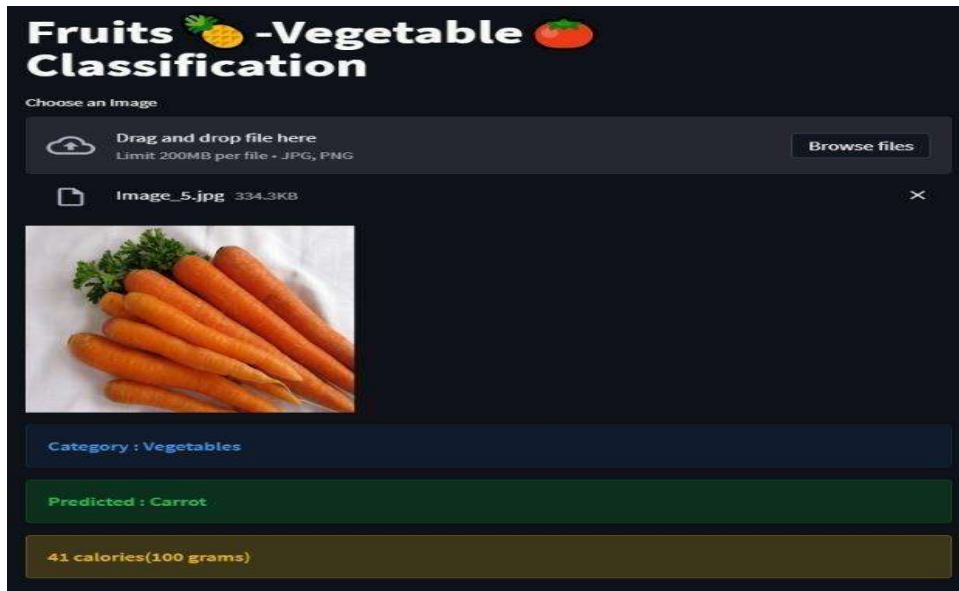 Fruits 🍍 -Vegetable 🍅
Classification
Choose an Image
Drag and drop file here
Limit 200MB per file • JPG, PNG
Browse files
Image_5.jpg 334.3KB
Category : Vegetables
Predicted : Carrot
41 calories(100 grams)